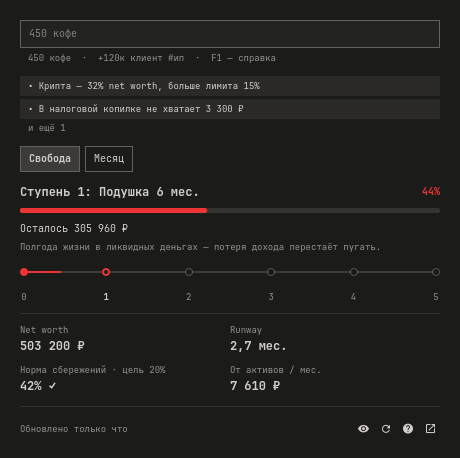 450 кофе
450 кофе · +120к клиент #ип · F1 — справка
• Крипта — 32% net worth, больше лимита 15%
• В налоговой копилке не хватает 3 300 ₽
и ещё 1
Свобода Месяц
Ступень 1: Подушка 6 мес. 44%
Осталось 305 960 ₽
Полгода жизни в ликвидных деньгах — потеря дохода перестаёт пугать.
0 1 2 3 4 5
Net worth Runway
503 200 ₽ 2,7 мес.
Норма сбережений · цель 20% От активов / мес.
42% ✓ 7 610 ₽
Обновлено только что